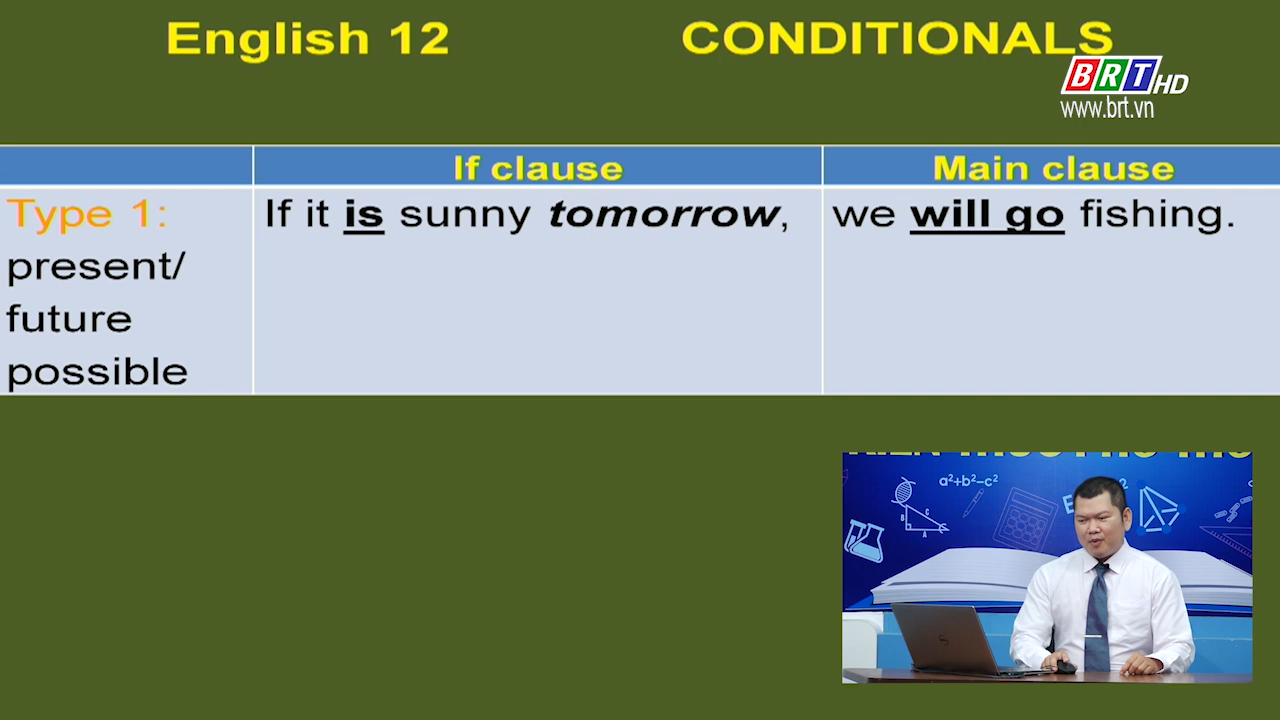 English 12
CONDITIONALS
BRT HD
www.brt.vn
If clause
Main clause
Type 1:
present/
future
possible
If it is sunny tomorrow,
we will go fishing.
a²+b²–c²
B
C
A